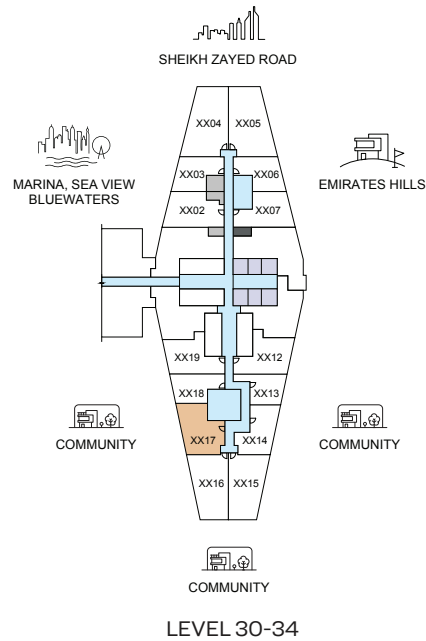 SHEIKH ZAYED ROAD
XX04
XX05
MARINA, SEA VIEW
BLUEWATERS
EMIRATES HILLS
XX03
XX06
XX02
XX07
XX19
XX12
XX18
XX13
XX17
XX14
COMMUNITY
COMMUNITY
XX16
XX15
COMMUNITY
LEVEL 30-34